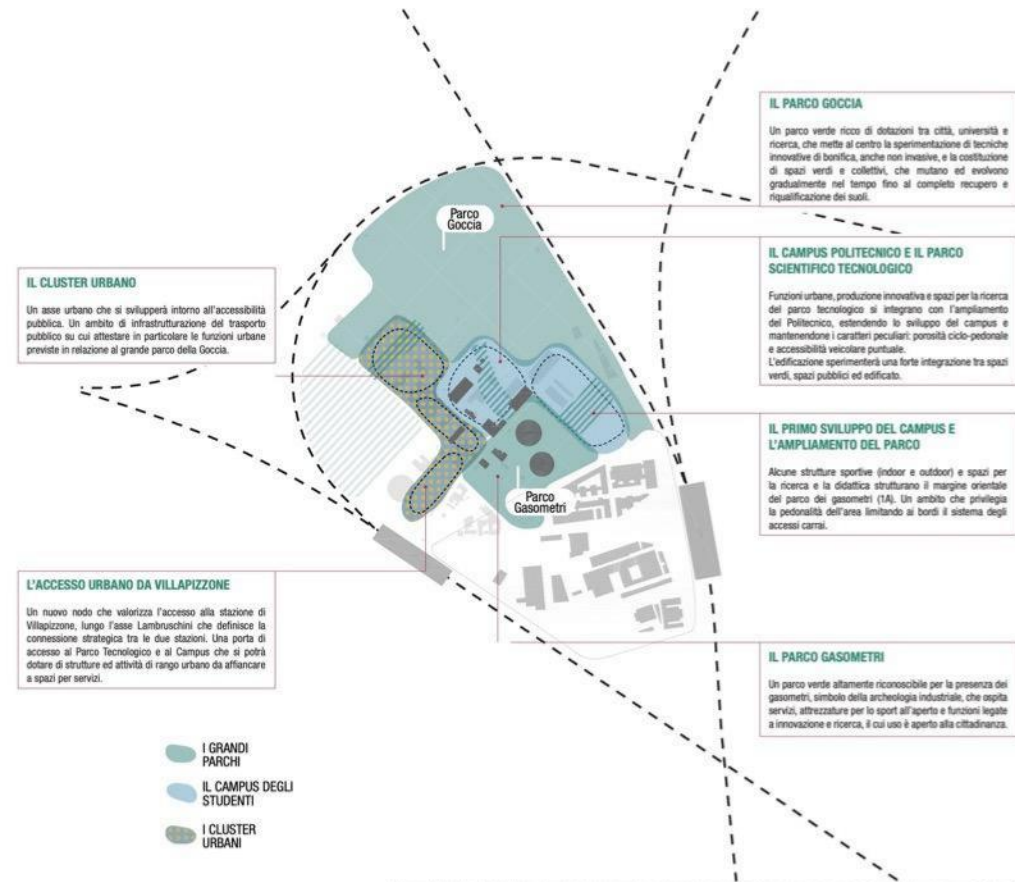 IL PARCO GOCCIA
Un parco verde ricco di dotazioni tra città, università e
ricerca, che mette al centro la sperimentazione di tecniche
innovative di bonifica, anche non invasive, e la costituzione
di spazi verdi e collettivi, che mutano ed evolvono
gradualmente nel tempo fino al completo recupero e
riqualificazione dei suoli.
Parco
Goccia
IL CAMPUS POLITECNICO E IL PARCO
SCIENTIFICO TECNOLOGICO
Funzioni urbane, produzione innovativa e spazi per la ricerca
del parco tecnologico si integrano con l'ampliamento
del Politecnico, estendendo lo sviluppo del campus e
mantenendone i caratteri peculiari: porosità ciclo-pedonale
e accessibilità veicolare puntuale.
L'edificazione sperimenterà una forte integrazione tra spazi
verdi, spazi pubblici ed edificato.
IL CLUSTER URBANO
Un asse urbano che si svilupperà intorno all'accessibilità
pubblica. Un ambito di infrastrutturazione del trasporto
pubblico su cui attestare in particolare le funzioni urbane
previste in relazione al grande parco della Goccia.
IL PRIMO SVILUPPO DEL CAMPUS E
L'AMPLIAMENTO DEL PARCO
Alcune strutture sportive (indoor e outdoor) e spazi per
la ricerca e la didattica strutturano il margine orientale
del parco dei gasometri (1A). Un ambito che privilegia
la pedonalità dell'area limitando ai bordi il sistema degli
accessi carrai.
Parco
Gasometri
L'ACCESSO URBANO DA VILLAPIZZONE
Un nuovo nodo che valorizza l'accesso alla stazione di
Villapizzone, lungo l'asse Lambruschini che definisce la
connessione strategica tra le due stazioni. Una porta di
accesso al Parco Tecnologico e al Campus che si potrà
dotare di strutture ed attività di rango urbano da affiancare
a spazi per servizi.
IL PARCO GASOMETRI
Un parco verde altamente riconoscibile per la presenza dei
gasometri, simbolo della archeologia industriale, che ospita
servizi, attrezzature per lo sport all'aperto e funzioni legate
a innovazione e ricerca, il cui uso è aperto alla cittadinanza.
I GRANDI
PARCHI
IL CAMPUS DEGLI
STUDENTI
I CLUSTER
URBANI